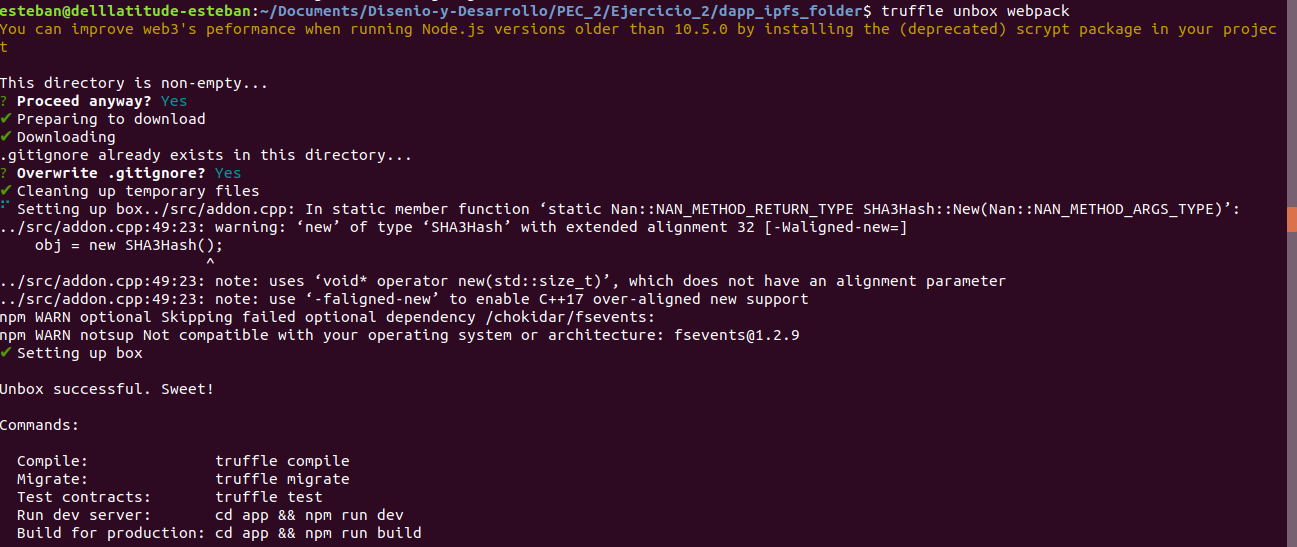 esteban@delllatitude-esteban:~/Documents/Disenio-y-Desarrollo/PEC_2/Ejercicio_2/dapp_ipfs_folder$ truffle unbox webpack
You can improve web3's peformance when running Node.js versions older than 10.5.0 by installing the (deprecated) scrypt package in your projec
t
This directory is non-empty...
? Proceed anyway? Yes
✔ Preparing to download
✔ Downloading
.gitignore already exists in this directory...
? Overwrite .gitignore? Yes
✔ Cleaning up temporary files
⠋ Setting up box../src/addon.cpp: In static member function ‘static Nan::NAN_METHOD_RETURN_TYPE SHA3Hash::New(Nan::NAN_METHOD_ARGS_TYPE)’:
../src/addon.cpp:49:23: warning: ‘new’ of type ‘SHA3Hash’ with extended alignment 32 [-Waligned-new=]
obj = new SHA3Hash();
^
../src/addon.cpp:49:23: note: uses ‘void* operator new(std::size_t)’, which does not have an alignment parameter
../src/addon.cpp:49:23: note: use ‘-faligned-new’ to enable C++17 over-aligned new support
npm WARN optional Skipping failed optional dependency /chokidar/fsevents:
npm WARN notsup Not compatible with your operating system or architecture: fsevents@1.2.9
✔ Setting up box
Unbox successful. Sweet!
Commands:
Compile: truffle compile
Migrate: truffle migrate
Test contracts: truffle test
Run dev server: cd app && npm run dev
Build for production: cd app && npm run build